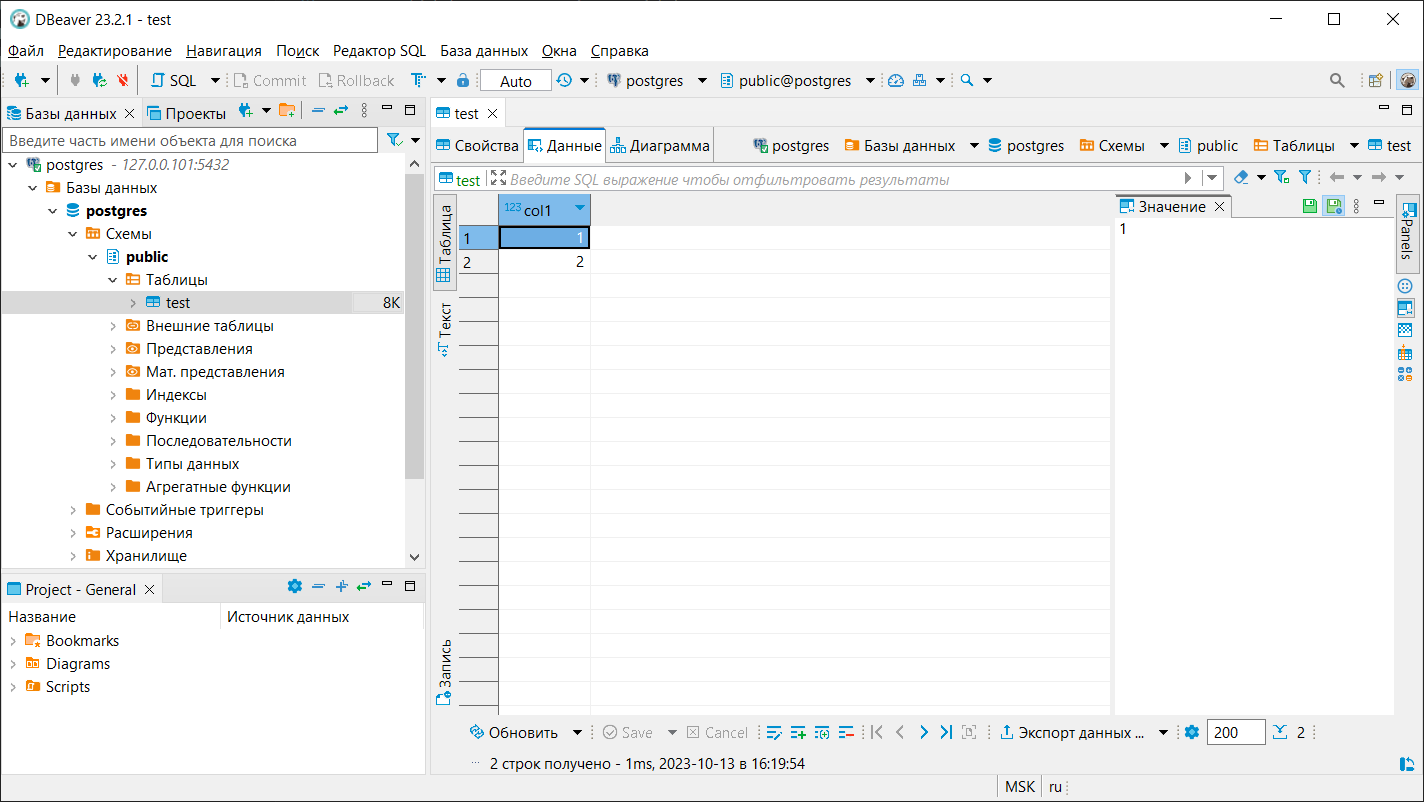 DBeaver 23.2.1 - test
Файл Редактирование Навигация Поиск Редактор SQL База данных Окна Справка
SQL Commit Rollback Auto postgres public@postgres
Базы данных Проекты
Введите часть имени объекта для поиска
postgres - 127.0.0.101:5432
Базы данных
postgres
Схемы
public
Таблицы
test 8K
Внешние таблицы
Представления
Мат. представления
Индексы
Функции
Последовательности
Типы данных
Агрегатные функции
Событийные триггеры
Расширения
Хранилище
Project - General
Название Источник данных
Bookmarks
Diagrams
Scripts
test
Свойства Данные Диаграмма postgres Базы данных postgres Схемы public Таблицы test
test Введите SQL выражение чтобы отфильтровать результаты
Таблица
Текст
Запись
123 col1
1 1
2 2
Значение
1
Panels
Обновить Save Cancel Экспорт данных ... 200 2
2 строк получено - 1ms, 2023-10-13 в 16:19:54
MSK ru